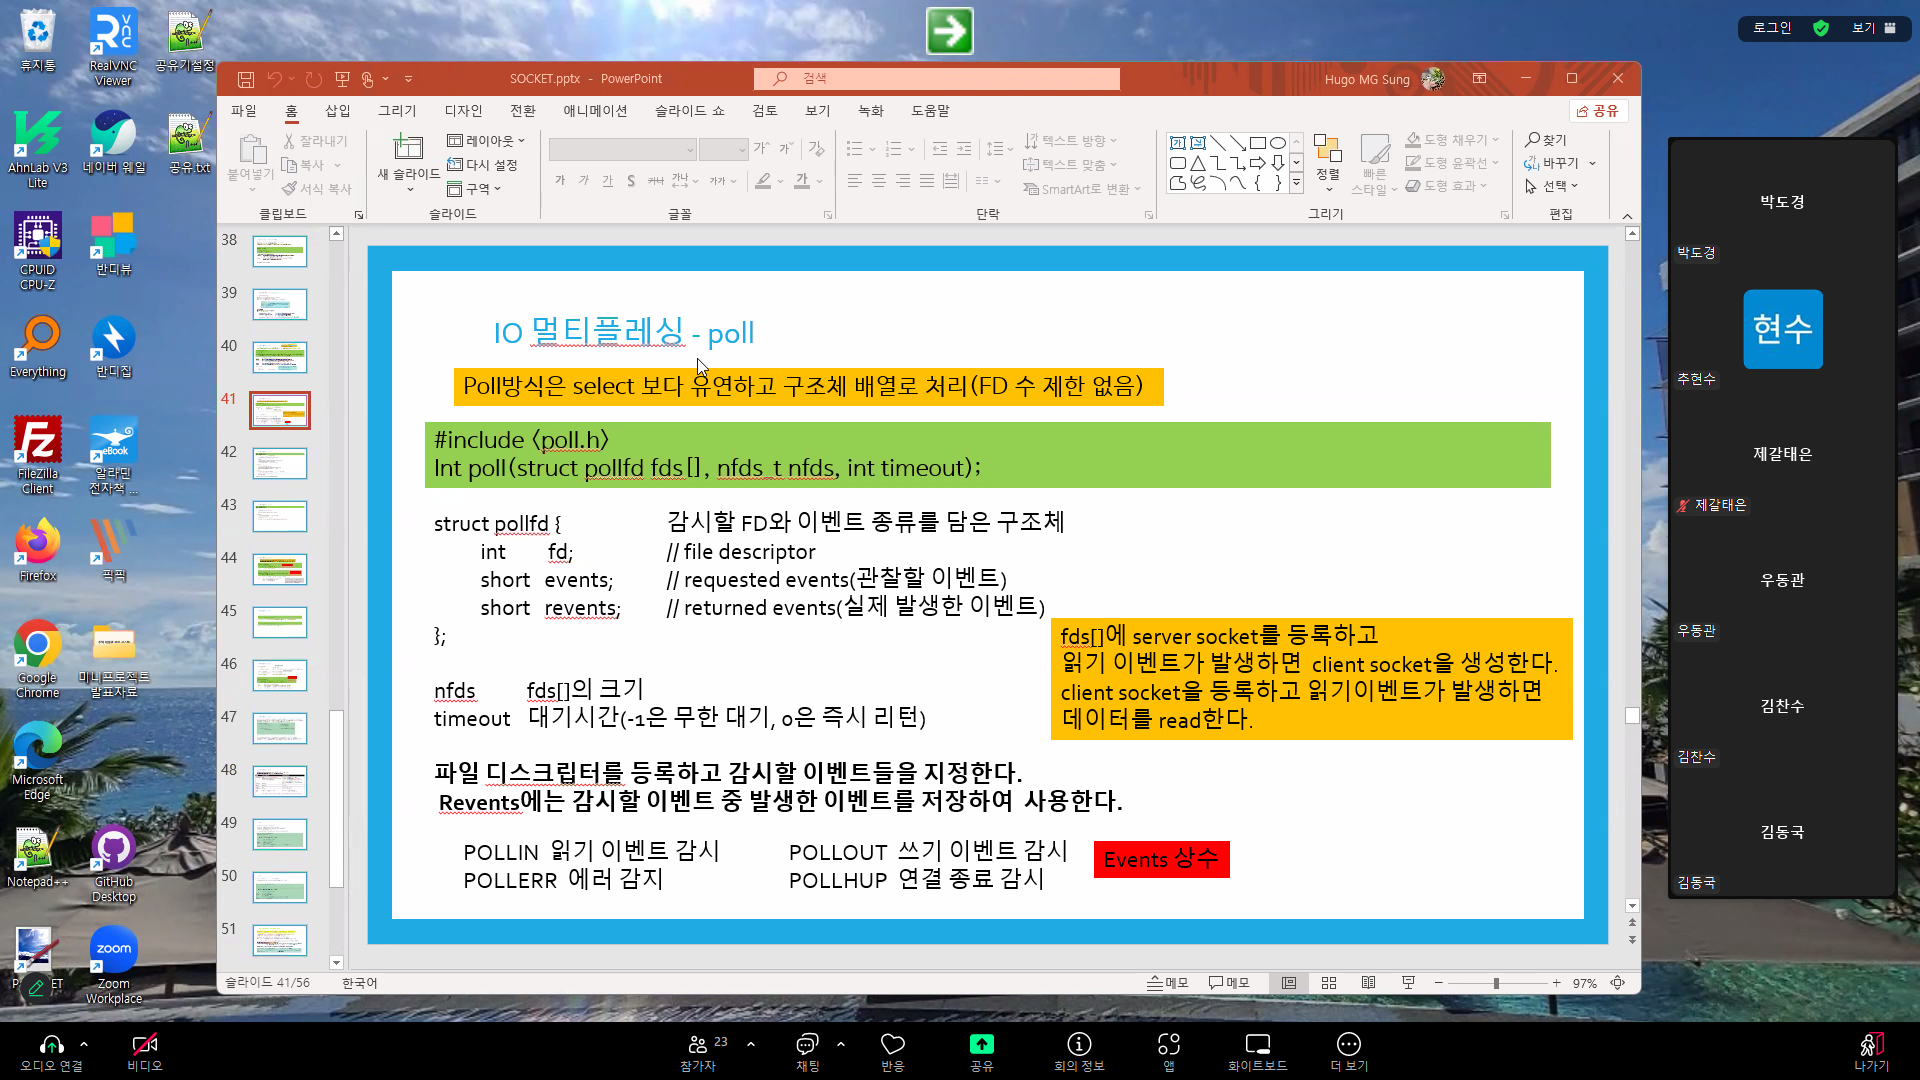 휴지통
RealVNC Viewer
공유기설정
AhnLab V3 Lite
네이버 웨일
공유.txt
CPUID CPU-Z
반디뷰
Everything
반디집
FileZilla Client
알라딘 전자책 ...
Firefox
픽픽
Google Chrome
미니프로젝트 발표자료
Microsoft Edge
Notepad++
GitHub Desktop
Zoom Workplace
SOCKET.pptx - PowerPoint
검색
Hugo MG Sung
파일 홈 삽입 그리기 디자인 전환 애니메이션 슬라이드 쇼 검토 보기 녹화 도움말
공유
붙여넣기
잘라내기
복사
서식 복사
클립보드
새 슬라이드
레이아웃
다시 설정
구역
슬라이드
글꼴
텍스트 방향
텍스트 맞춤
SmartArt로 변환
단락
정렬
빠른 스타일
도형 채우기
도형 윤곽선
도형 효과
그리기
찾기
바꾸기
선택
편집
38
39
40
41
42
43
44
45
46
47
48
49
50
51
IO 멀티플레싱 - poll
Poll방식은 select 보다 유연하고 구조체 배열로 처리(FD 수 제한 없음)
#include <poll.h>
Int poll(struct pollfd fds[], nfds_t nfds, int timeout);
struct pollfd { 감시할 FD와 이벤트 종류를 담은 구조체
int fd; // file descriptor
short events; // requested events(관찰할 이벤트)
short revents; // returned events(실제 발생한 이벤트)
};
fds[]에 server socket를 등록하고
읽기 이벤트가 발생하면 client socket을 생성한다.
client socket을 등록하고 읽기이벤트가 발생하면
데이터를 read한다.
nfds fds[]의 크기
timeout 대기시간(-1은 무한 대기, 0은 즉시 리턴)
파일 디스크립터를 등록하고 감시할 이벤트들을 지정한다.
Revents에는 감시할 이벤트 중 발생한 이벤트를 저장하여 사용한다.
POLLIN 읽기 이벤트 감시 POLLOUT 쓰기 이벤트 감시
POLLERR 에러 감지 POLLHUP 연결 종료 감시
Events 상수
슬라이드 41/56 한국어
메모 메모
97%
로그인 보기
박도경
박도경
현수
추현수
제갈태은
제갈태은
우동관
우동관
김찬수
김찬수
김동국
김동국
오디오 연결 비디오 참가자 23 채팅 반응 공유 회의 정보 앱 화이트보드 더 보기 나가기